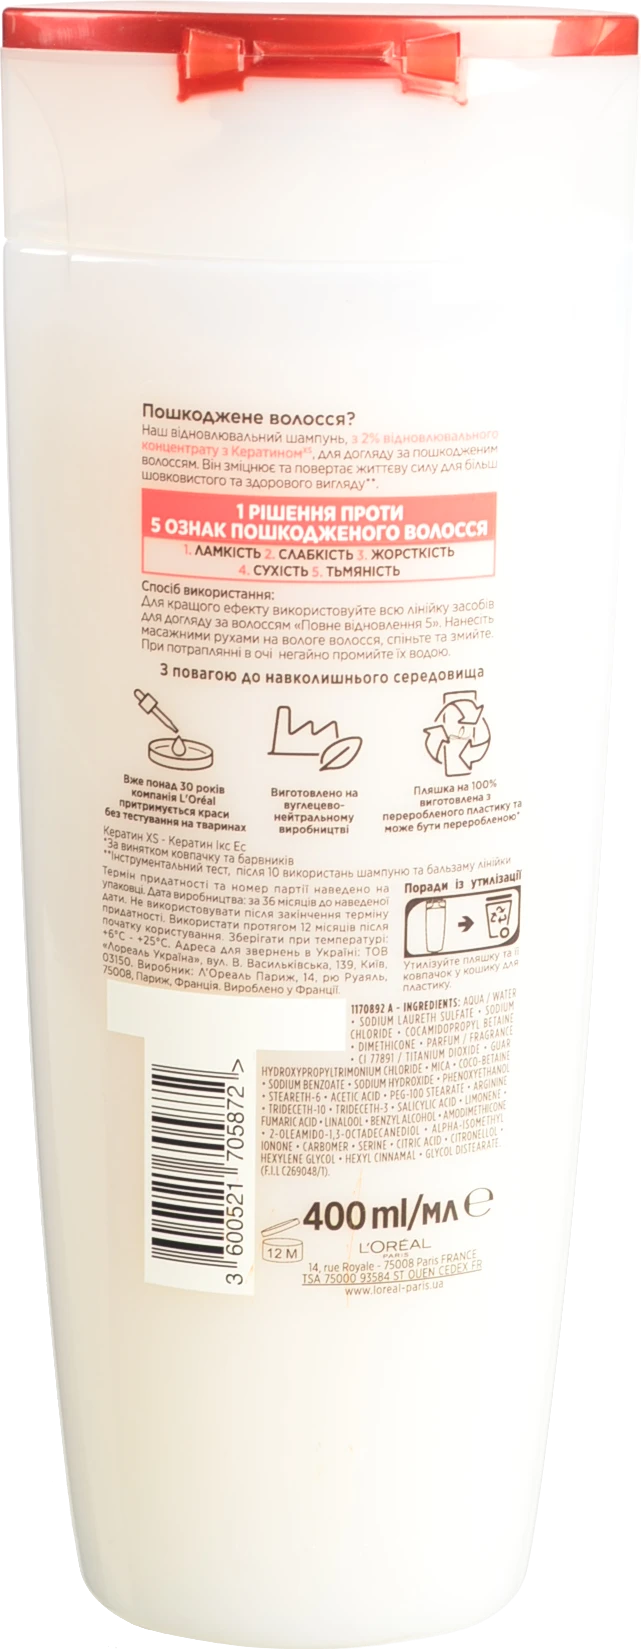 Пошкоджене волосся?
Наш відновлювальний шампунь, з 2% відновлювального
концентрату з Кератином^XS, для догляду за пошкодженим
волоссям. Він зміцнює та повертає життєву силу для більш
шовковистого та здорового вигляду**.
1 РІШЕННЯ ПРОТИ
5 ОЗНАК ПОШКОДЖЕНОГО ВОЛОССЯ
1. ЛАМКІСТЬ 2. СЛАБКІСТЬ 3. ЖОРСТКІСТЬ
4. СУХІСТЬ 5. ТЬМЯНІСТЬ
Спосіб використання:
Для кращого ефекту використовуйте всю лінійку засобів
для догляду за волоссям «Повне відновлення 5». Нанесіть
масажними рухами на вологе волосся, спіньте та змийте.
При потраплянні в очі негайно промийте їх водою.
З повагою до навколишнього середовища
Вже понад 30 років
компанія L'Oréal
притримується краси
без тестування на тваринах
Виготовлено на
вуглецево-
нейтральному
виробництві
Пляшка на 100%
виготовлена з
переробленого пластику та
може бути переробленою*
Кератин XS - Кератин Ікс Ес
*За винятком ковпачку та барвників
**Інструментальний тест, після 10 використань шампуню та бальзаму лінійки
Термін придатності та номер партії наведено на
упаковці. Дата виробництва: за 36 місяців до наведеної
дати. Не використовувати після закінчення терміну
придатності. Використати протягом 12 місяців після
початку користування. Зберігати при температурі:
+6°С - +25°С. Адреса для звернень в Україні: ТОВ
«Лореаль Україна», вул. В. Васильківська, 139, Київ,
03150. Виробник: Л'Ореаль Париж, 14, рю Руаяль,
75008, Париж, Франція. Вироблено у Франції.
Поради із утилізації
Утилізуйте пляшку та її
ковпачок у кошику для
пластику.
1170892 A - INGREDIENTS: AQUA / WATER
• SODIUM LAURETH SULFATE • SODIUM
CHLORIDE • COCAMIDOPROPYL BETAINE
• DIMETHICONE • PARFUM / FRAGRANCE
• CI 77891 / TITANIUM DIOXIDE • GUAR
HYDROXYPROPYLTRIMONIUM CHLORIDE • MICA • COCO-BETAINE
• SODIUM BENZOATE • SODIUM HYDROXIDE • PHENOXYETHANOL
• STEARETH-6 • ACETIC ACID • PEG-100 STEARATE • ARGININE
• TRIDECETH-10 • TRIDECETH-3 • SALICYLIC ACID • LIMONENE •
FUMARIC ACID • LINALOOL • BENZYL ALCOHOL • AMODIMETHICONE
• 2-OLEAMIDO-1,3-OCTADECANEDIOL • ALPHA-ISOMETHYL
IONONE • CARBOMER • SERINE • CITRIC ACID • CITRONELLOL •
HEXYLENE GLYCOL • HEXYL CINNAMAL • GLYCOL DISTEARATE.
(F.I.L C269048/1).
3 600521 705872 >
400 ml/мл ℮
12 M
L'ORÉAL
PARIS
14, rue Royale - 75008 Paris FRANCE
TSA 75000 93584 ST OUEN CEDEX FR
www.loreal-paris.ua